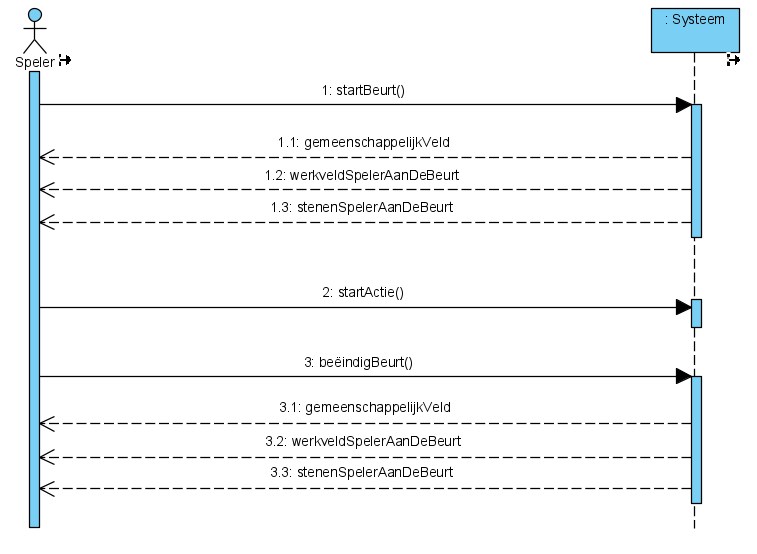 Speler
: Systeem
1: startBeurt()
1.1: gemeenschappelijkVeld
1.2: werkveldSpelerAanDeBeurt
1.3: stenenSpelerAanDeBeurt
2: startActie()
3: beëindigBeurt()
3.1: gemeenschappelijkVeld
3.2: werkveldSpelerAanDeBeurt
3.3: stenenSpelerAanDeBeurt